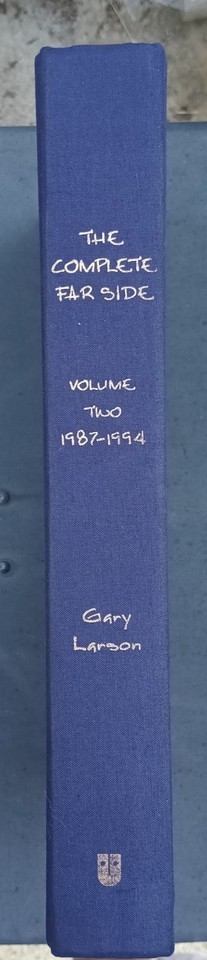 THE
COMPLETE
FAR SIDE
VOLUME
TWO
1987-1994
Gary
Larson